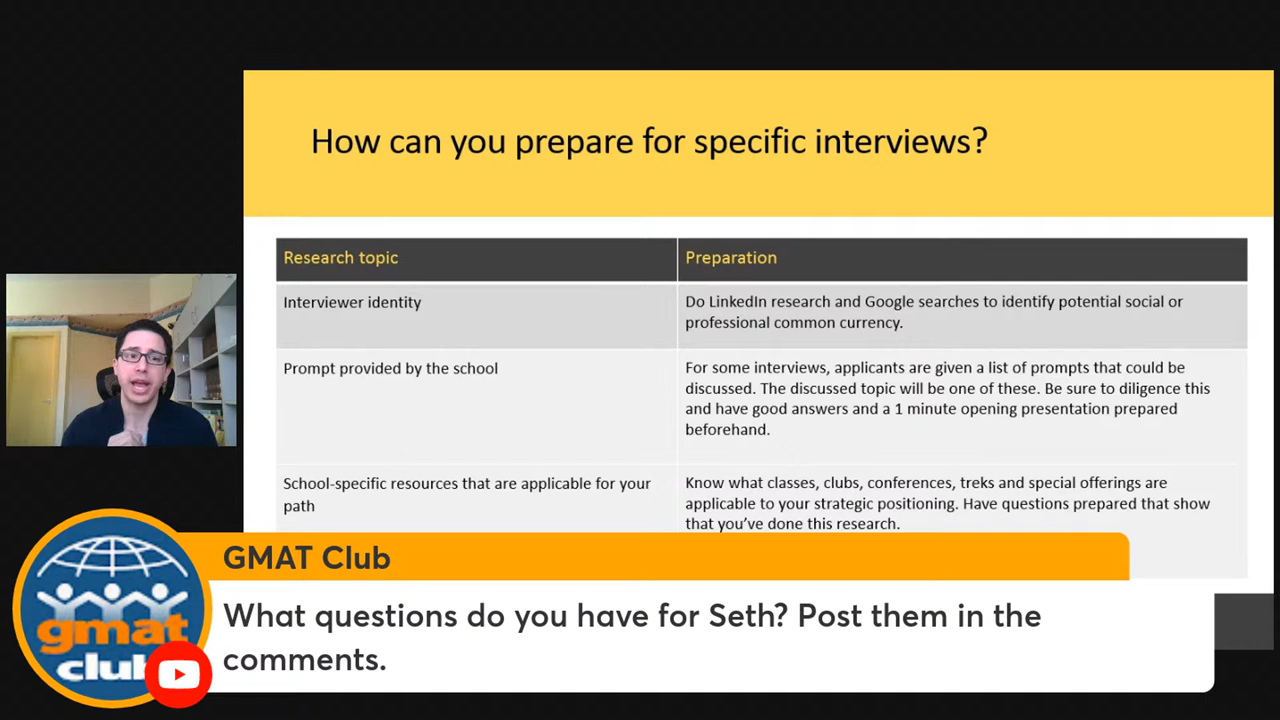 How can you prepare for specific interviews?
Research topic
Preparation
Interviewer identity
Do LinkedIn research and Google searches to identify potential social or
professional common currency.
Prompt provided by the school
For some interviews, applicants are given a list of prompts that could be
discussed. The discussed topic will be one of these. Be sure to diligence this
and have good answers and a 1 minute opening presentation prepared
beforehand.
School-specific resources that are applicable for your
path
Know what classes, clubs, conferences, treks and special offerings are
applicable to your strategic positioning. Have questions prepared that show
that you've done this research.
GMAT Club
What questions do you have for Seth? Post them in the
comments.
gmat
club